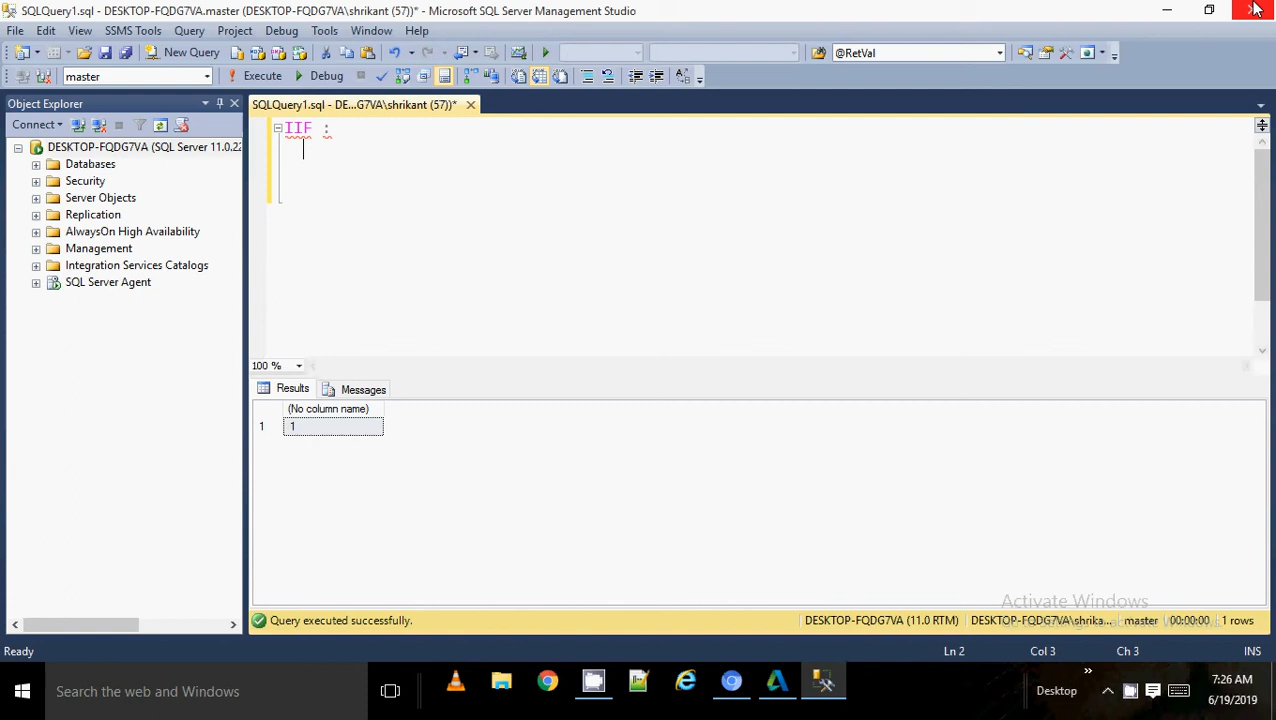 SQLQuery1.sql - DESKTOP-FQDG7VA.master (DESKTOP-FQDG7VA\shrikant (57))* - Microsoft SQL Server Management Studio
File Edit View SSMS Tools Project Debug Tools Window Help
New Query @RetVal
master Execute Debug
Object Explorer
SQLQuery1.sql - DE...G7VA\shrikant (57))*
Connect
DESKTOP-FQDG7VA (SQL Server 11.0.22
Databases
Security
Server Objects
Replication
AlwaysOn High Availability
Management
Integration Services Catalogs
SQL Server Agent
IIF :
100 %
Results Messages
(No column name)
1 1
Activate Windows
Query executed successfully. DESKTOP-FQDG7VA (11.0 RTM) DESKTOP-FQDG7VA\shrika... master 00:00:00 1 rows
Ready Ln 2 Col 3 Ch 3 INS
Search the web and Windows
Desktop
7:26 AM
6/19/2019